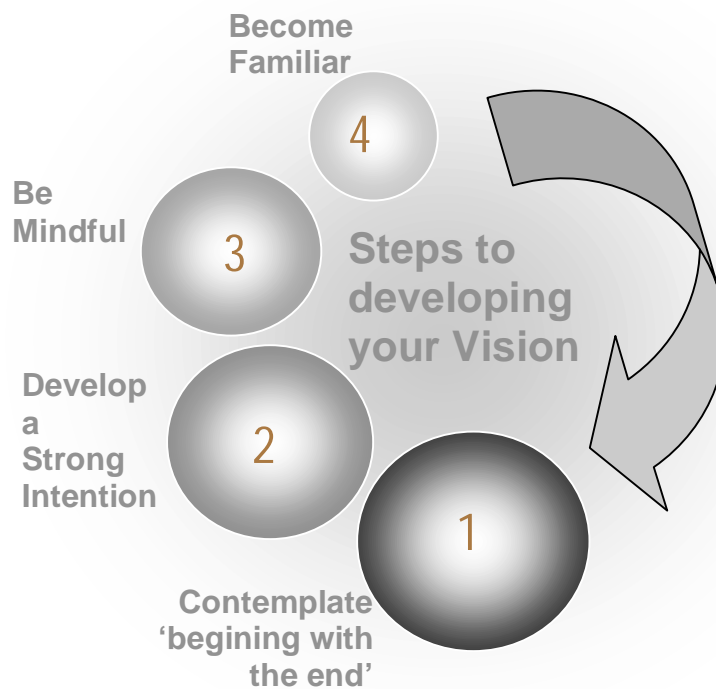 Become
Familiar
4
Be
Mindful
3
Steps to
developing
your Vision
Develop
a
Strong
Intention
2
1
Contemplate
‘begining with
the end’